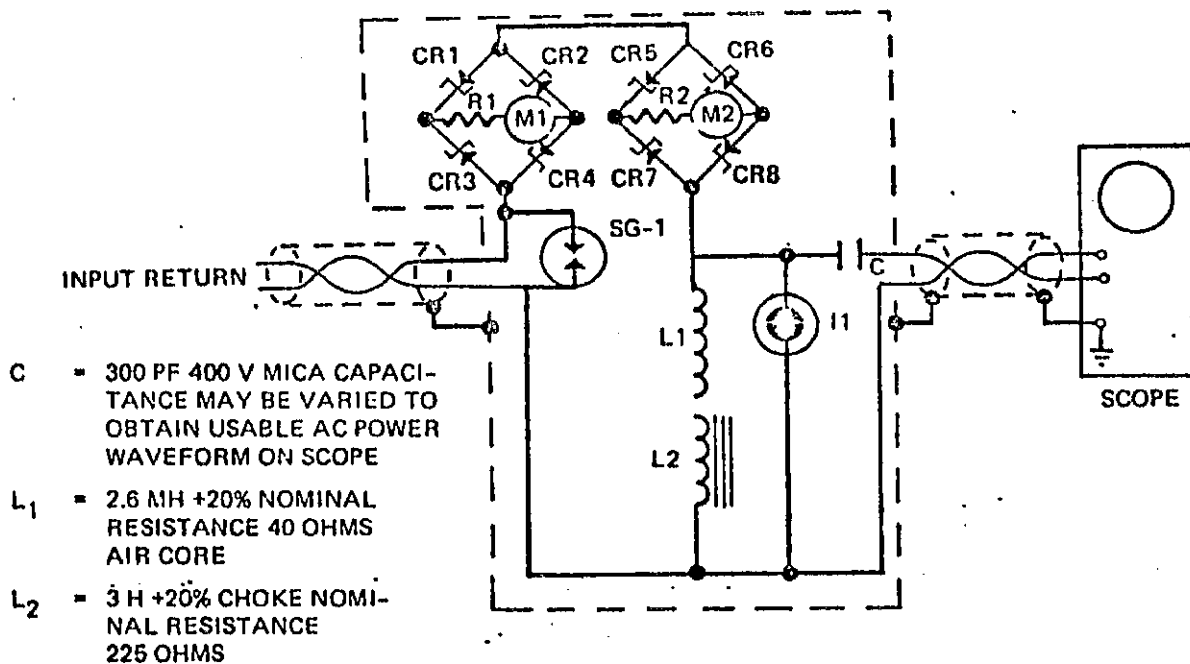 CR1 CR2 CR5 CR6
R1 M1 R2 M2
CR3 CR4 CR7 CR8
SG-1
INPUT RETURN
C
L1 I1
L2
SCOPE
C = 300 PF 400 V MICA CAPACI-
TANCE MAY BE VARIED TO
OBTAIN USABLE AC POWER
WAVEFORM ON SCOPE
L1 = 2.6 MH +20% NOMINAL
RESISTANCE 40 OHMS
AIR CORE
L2 = 3 H +20% CHOKE NOMI-
NAL RESISTANCE
225 OHMS